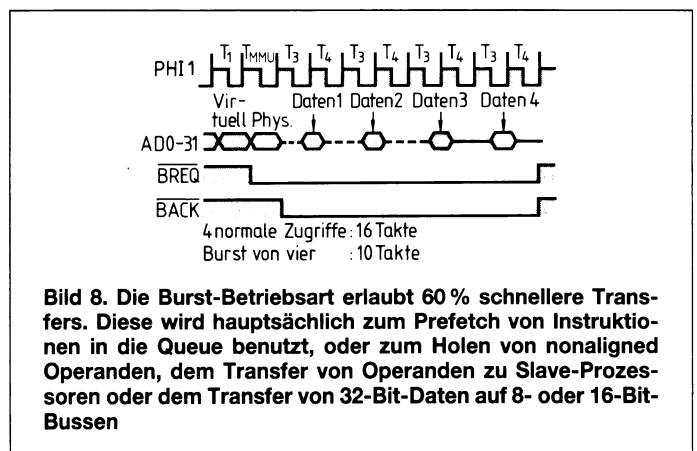 T1 TMMU T3 T4 T3 T4 T3 T4 T3 T4
PHI1
Vir-
tuell Phys.
Daten1 Daten2 Daten3 Daten4
AD0-31
BREQ
BACK
4 normale Zugriffe: 16 Takte
Burst von vier : 10 Takte
Bild 8. Die Burst-Betriebsart erlaubt 60 % schnellere Trans-
fers. Diese wird hauptsächlich zum Prefetch von Instruktio-
nen in die Queue benutzt, oder zum Holen von nonaligned
Operanden, dem Transfer von Operanden zu Slave-Prozes-
soren oder dem Transfer von 32-Bit-Daten auf 8- oder 16-Bit-
Bussen